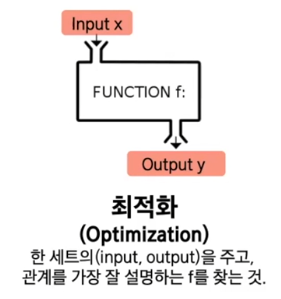 Input x
FUNCTION f:
Output y
최적화
(Optimization)
한 세트의(input, output)을 주고,
관계를 가장 잘 설명하는 f를 찾는 것.